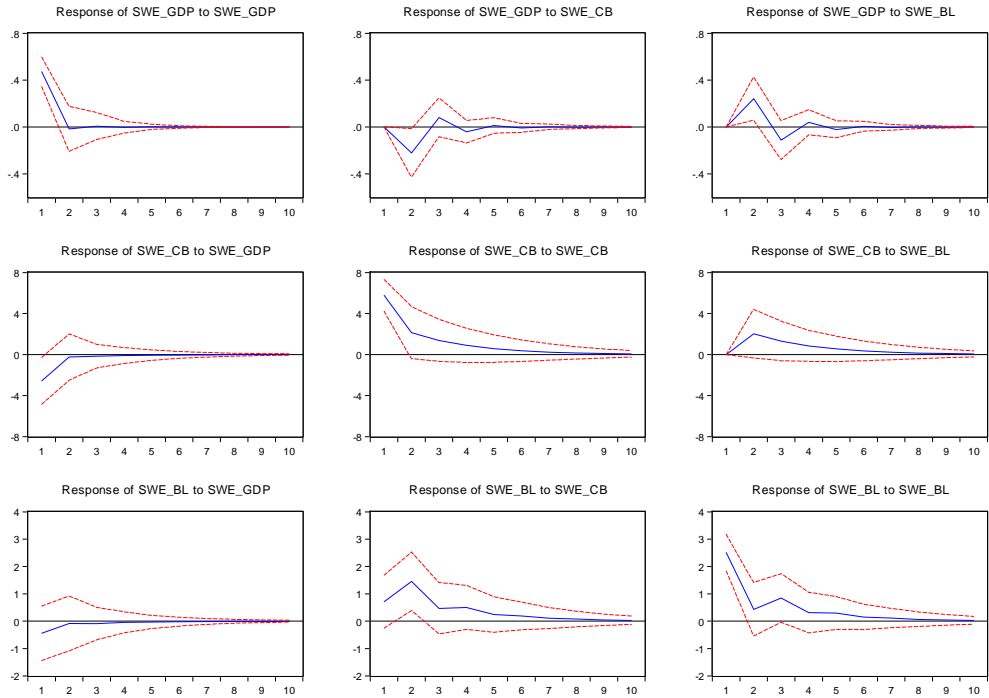 Response of SWE_GDP to SWE_GDP
.8
.4
.0
-.4
1 2 3 4 5 6 7 8 9 10
Response of SWE_GDP to SWE_CB
.8
.4
.0
-.4
1 2 3 4 5 6 7 8 9 10
Response of SWE_GDP to SWE_BL
.8
.4
.0
-.4
1 2 3 4 5 6 7 8 9 10
Response of SWE_CB to SWE_GDP
8
4
0
-4
-8
1 2 3 4 5 6 7 8 9 10
Response of SWE_CB to SWE_CB
8
4
0
-4
-8
1 2 3 4 5 6 7 8 9 10
Response of SWE_CB to SWE_BL
8
4
0
-4
-8
1 2 3 4 5 6 7 8 9 10
Response of SWE_BL to SWE_GDP
4
3
2
1
0
-1
-2
1 2 3 4 5 6 7 8 9 10
Response of SWE_BL to SWE_CB
4
3
2
1
0
-1
-2
1 2 3 4 5 6 7 8 9 10
Response of SWE_BL to SWE_BL
4
3
2
1
0
-1
-2
1 2 3 4 5 6 7 8 9 10